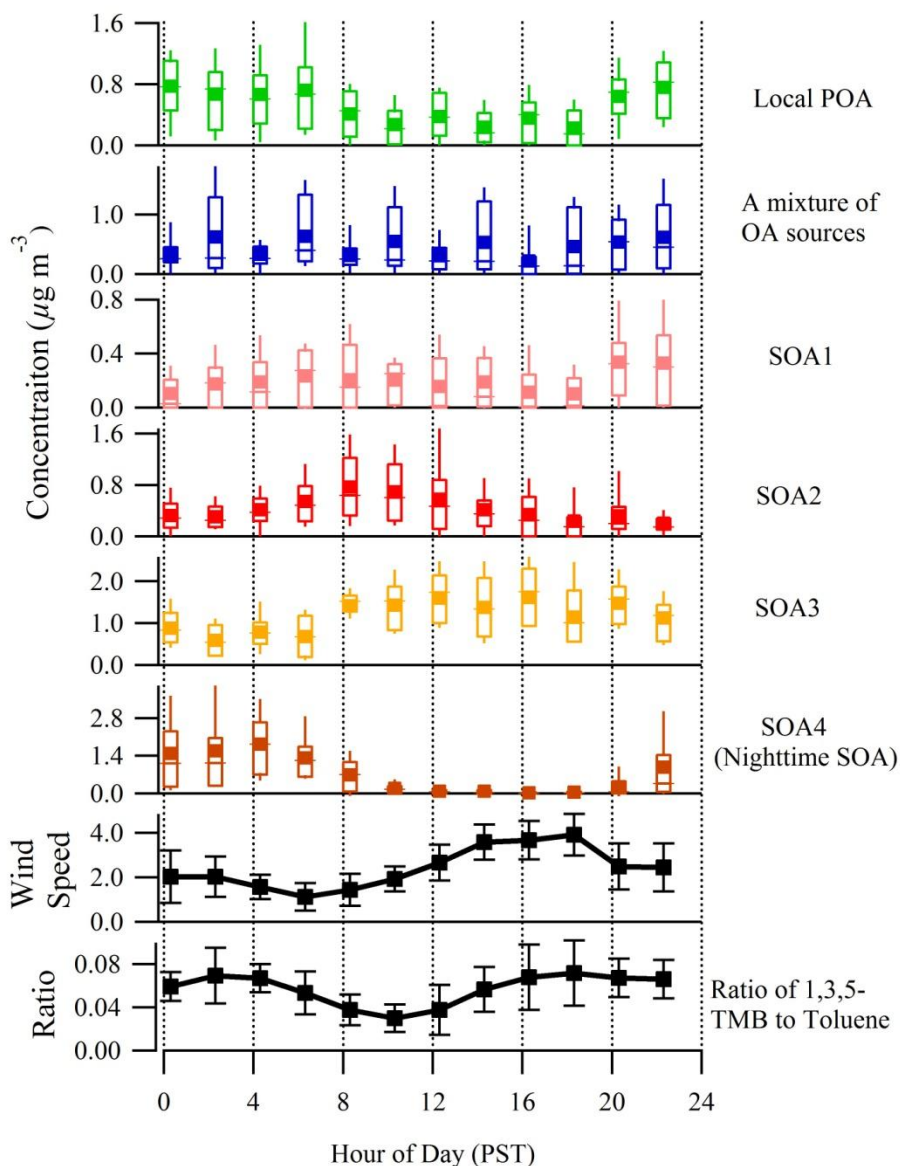 Concentraiton (µg m⁻³)
1.6
0.8
0.0
Local POA
1.0
0.0
A mixture of
OA sources
0.8
0.4
0.0
SOA1
1.6
0.8
0.0
SOA2
2.0
1.0
0.0
SOA3
2.8
1.4
0.0
SOA4
(Nighttime SOA)
Wind
Speed
4.0
2.0
0.0
Ratio
0.08
0.04
0.00
Ratio of 1,3,5-
TMB to Toluene
0 4 8 12 16 20 24
Hour of Day (PST)